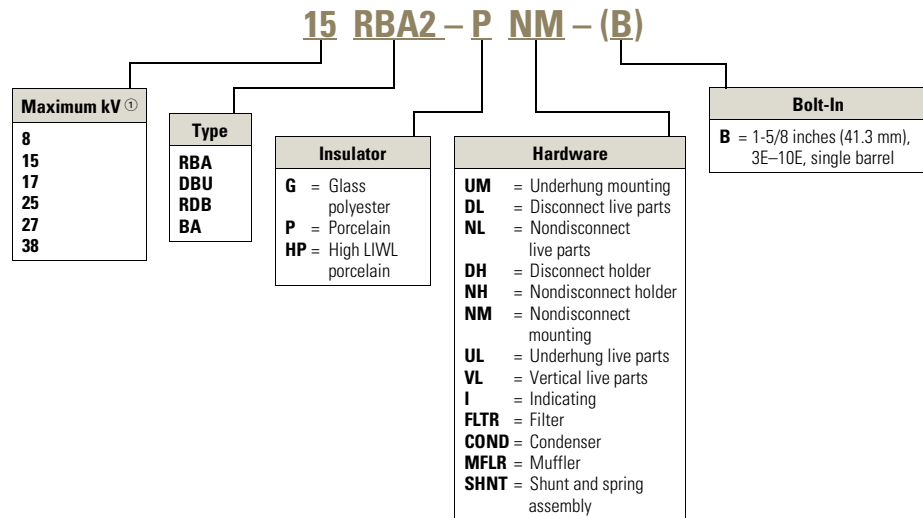 15 RBA2 – P NM – (B)
Maximum kV ①
8
15
17
25
27
38
Type
RBA
DBU
RDB
BA
Insulator
G = Glass
polyester
P = Porcelain
HP = High LIWL
porcelain
Hardware
UM = Underhung mounting
DL = Disconnect live parts
NL = Nondisconnect
live parts
DH = Disconnect holder
NH = Nondisconnect holder
NM = Nondisconnect
mounting
UL = Underhung live parts
VL = Vertical live parts
I = Indicating
FLTR = Filter
COND = Condenser
MFLR = Muffler
SHNT = Shunt and spring
assembly
Bolt-In
B = 1-5/8 inches (41.3 mm),
3E–10E, single barrel